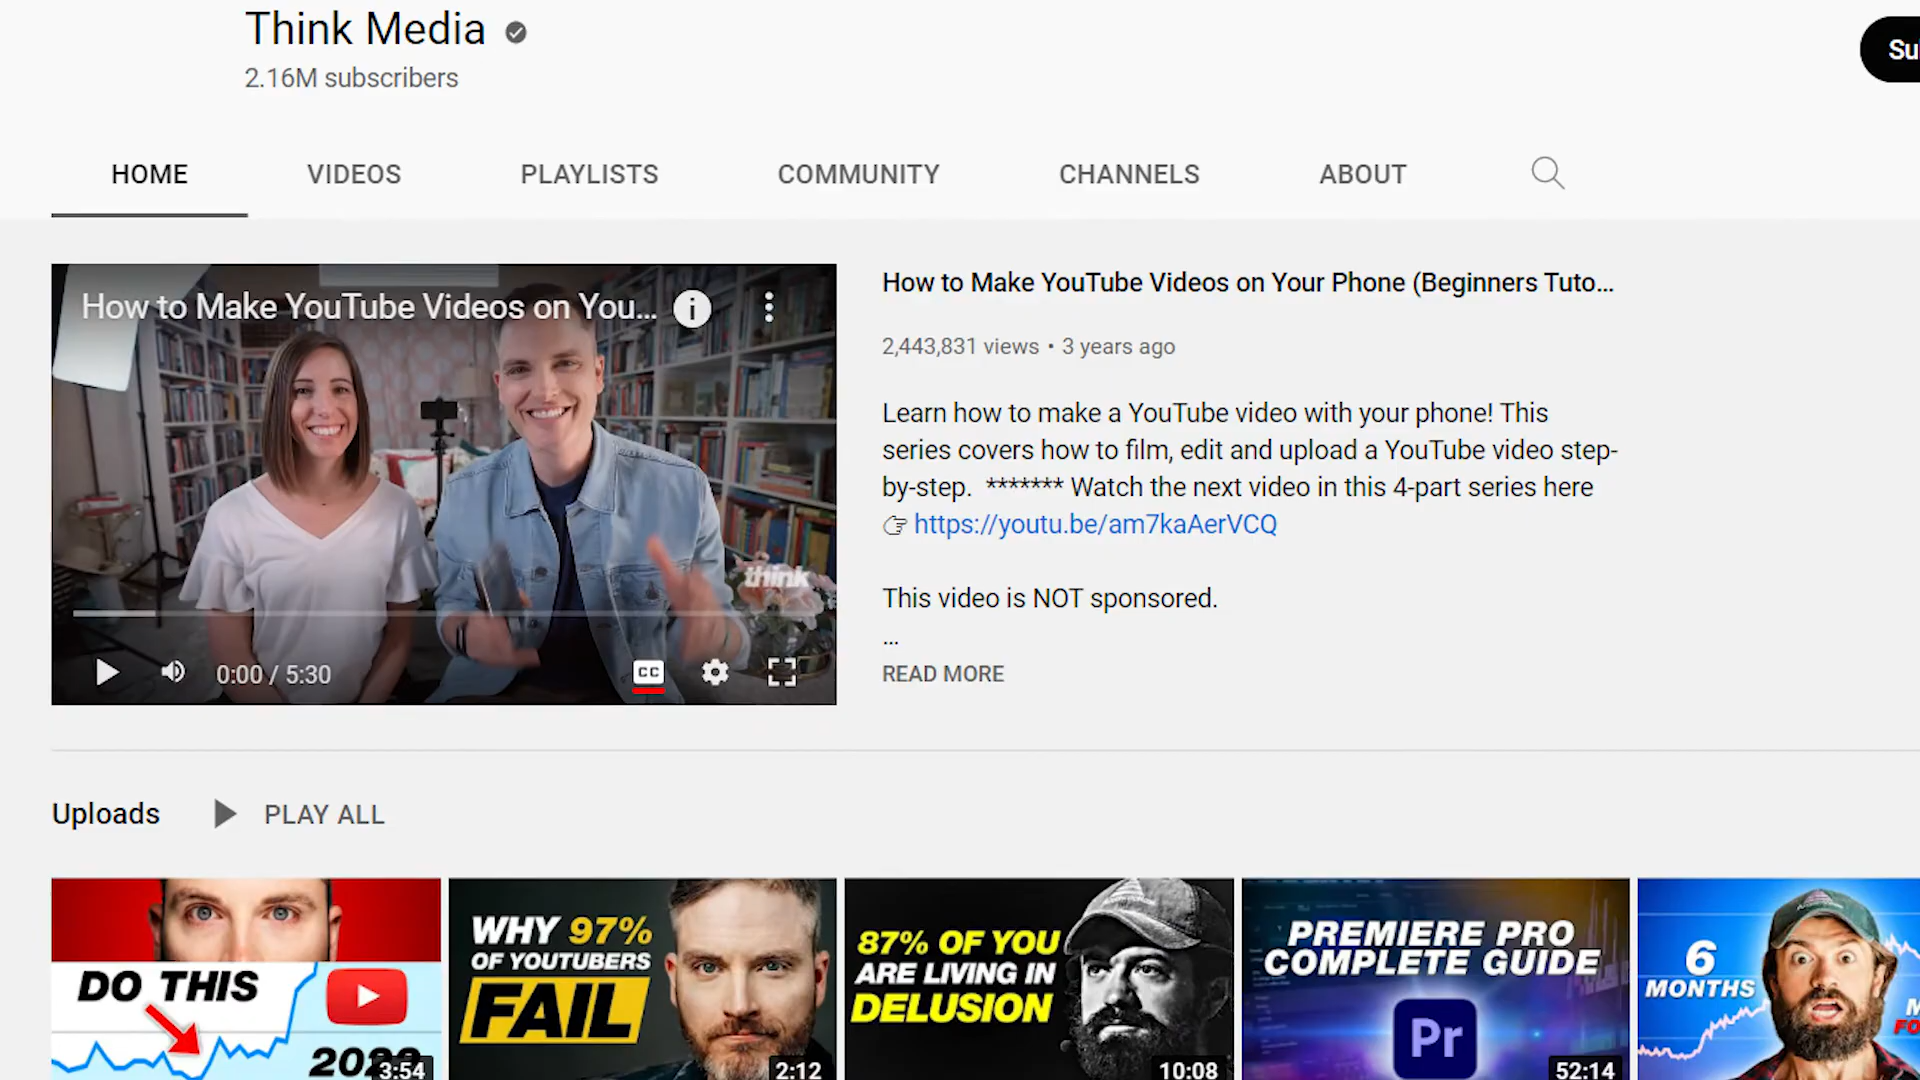 Think Media
2.16M subscribers
HOME VIDEOS PLAYLISTS COMMUNITY CHANNELS ABOUT
How to Make YouTube Videos on You...
think
0:00 / 5:30
CC
How to Make YouTube Videos on Your Phone (Beginners Tuto...
2,443,831 views • 3 years ago
Learn how to make a YouTube video with your phone! This
series covers how to film, edit and upload a YouTube video step-
by-step. ******* Watch the next video in this 4-part series here
👉 https://youtu.be/am7kaAerVCQ
This video is NOT sponsored.
...
READ MORE
Uploads PLAY ALL
DO THIS
3:54
WHY 97%
OF YOUTUBERS
FAIL
2:12
87% OF YOU
ARE LIVING IN
DELUSION
10:08
PREMIERE PRO
COMPLETE GUIDE
Pr
52:14
6
MONTHS